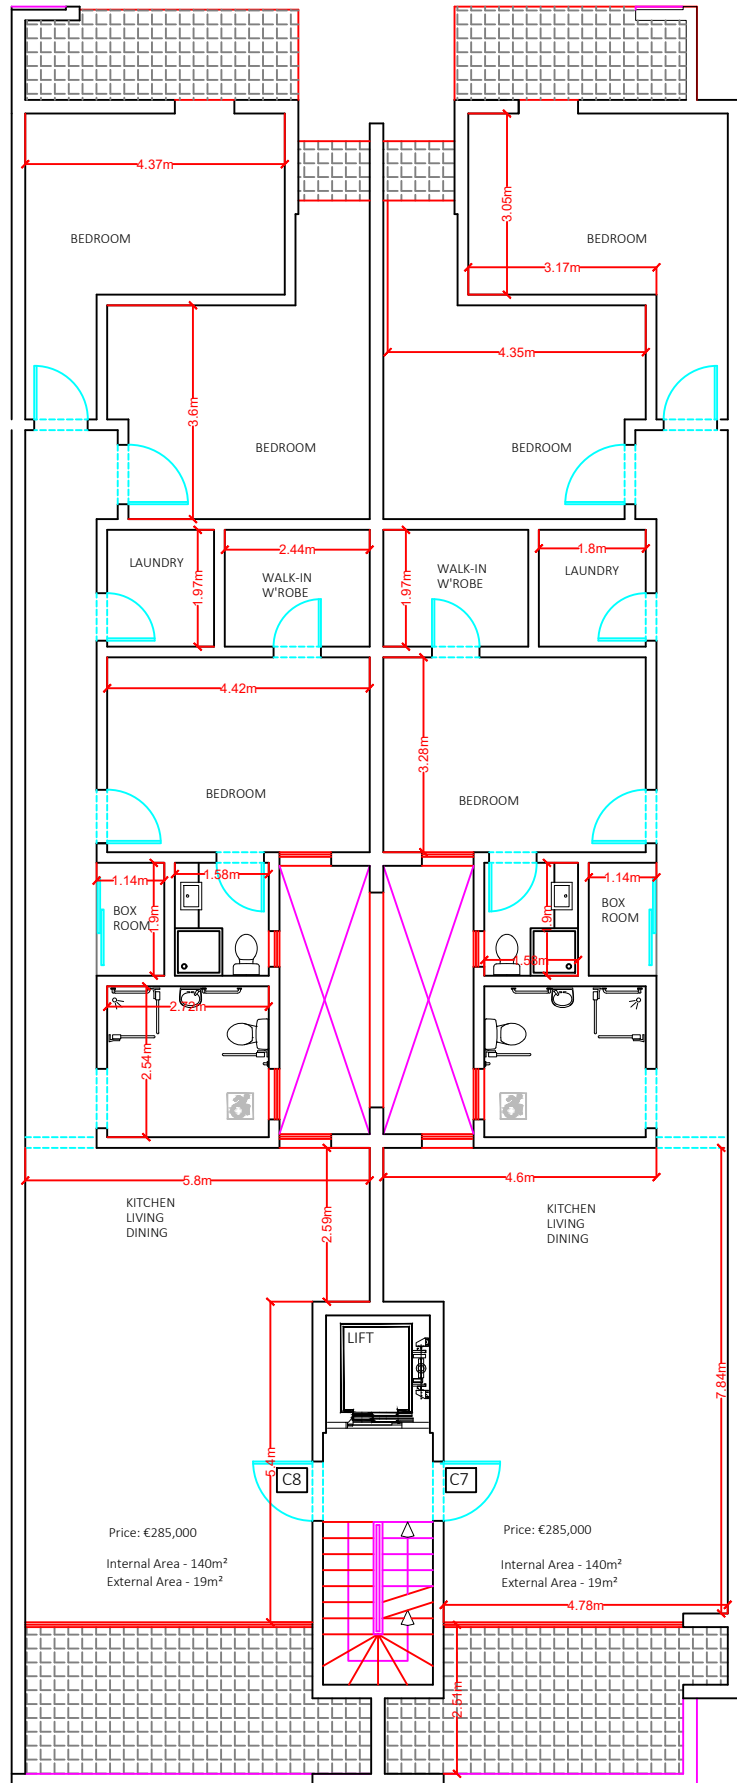 4.37m
3.05m
BEDROOM
BEDROOM
3.17m
4.35m
3.6m
BEDROOM
BEDROOM
2.44m
1.8m
LAUNDRY
WALK-IN
W'ROBE
WALK-IN
W'ROBE
LAUNDRY
1.97m
1.97m
4.42m
3.28m
BEDROOM
BEDROOM
1.14m
1.58m
1.14m
BOX
ROOM
1.9m
1.9m
BOX
ROOM
1.58m
2.72m
2.54m
5.8m
4.6m
KITCHEN
LIVING
DINING
2.59m
KITCHEN
LIVING
DINING
LIFT
7.84m
5.4m
C8
C7
Price: €285,000
Internal Area - 140m²
External Area - 19m²
Price: €285,000
Internal Area - 140m²
External Area - 19m²
4.78m
2.51m